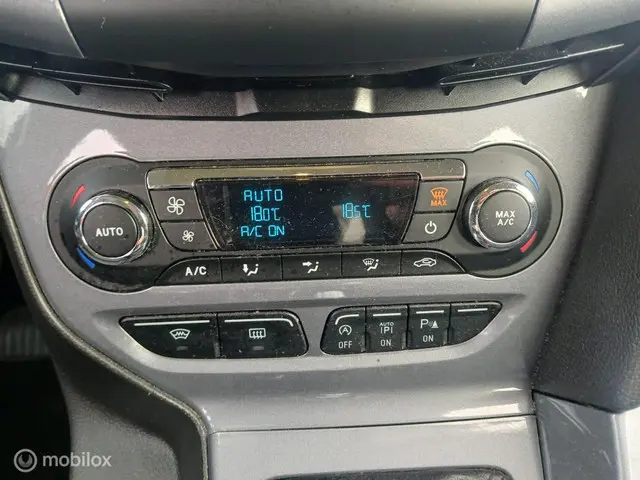 AUTO
18.0°C 18.5°C
A/C ON
MAX
AUTO
MAX
A/C
A/C
A
OFF
AUTO
P
ON
P
ON
mobilox